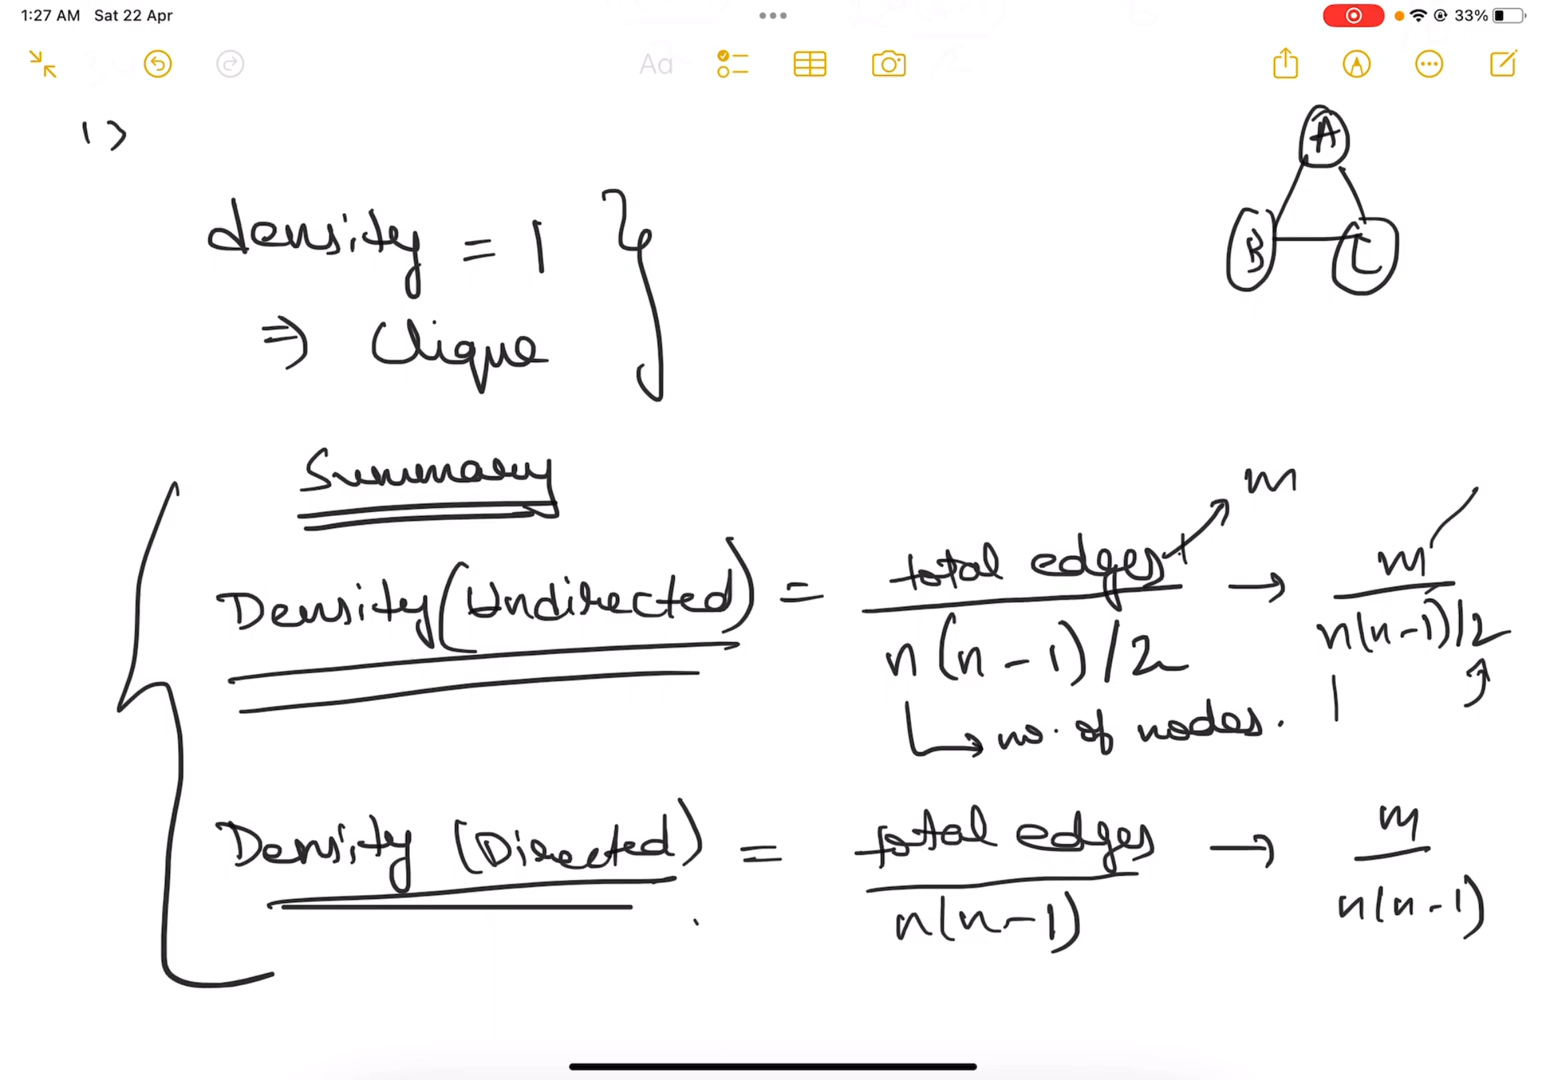 1:27 AM Sat 22 Apr
33%
Aa
1)
A
B C
density = 1
⇒ Clique
Summary
m
Density (Undirected) = total edges / n(n-1)/2 → m / n(n-1)/2
↳ no. of nodes.
Density (Directed) = total edges / n(n-1) → m / n(n-1)